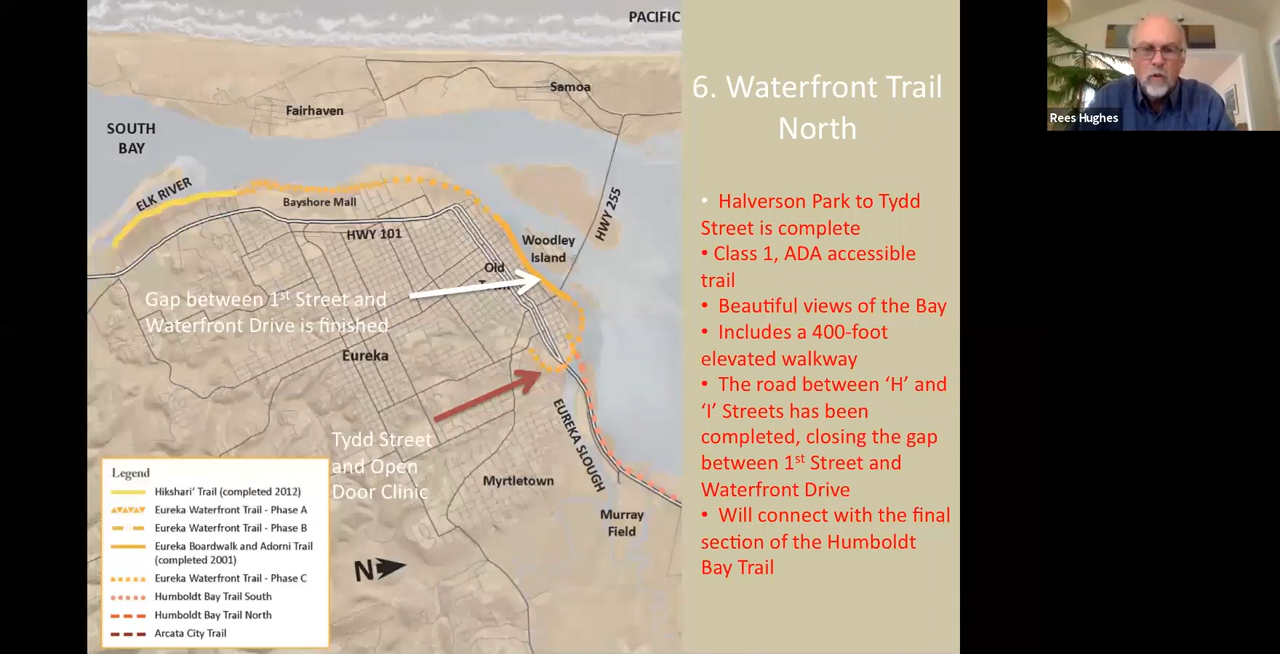 PACIFIC
Samoa
Fairhaven
SOUTH
BAY
ELK RIVER
Bayshore Mall
HWY 101
HWY 255
Woodley
Island
Old
Gap between 1st Street and
Waterfront Drive is finished
Eureka
Tydd Street
and Open
Door Clinic
EUREKA SLOUGH
Myrtletown
Murray
Field
N
Legend
Hikshari' Trail (completed 2012)
Eureka Waterfront Trail - Phase A
Eureka Waterfront Trail - Phase B
Eureka Boardwalk and Adorni Trail
(completed 2001)
Eureka Waterfront Trail - Phase C
Humboldt Bay Trail South
Humboldt Bay Trail North
Arcata City Trail
6. Waterfront Trail
North
• Halverson Park to Tydd
Street is complete
• Class 1, ADA accessible
trail
• Beautiful views of the Bay
• Includes a 400-foot
elevated walkway
• The road between ‘H’ and
‘I’ Streets has been
completed, closing the gap
between 1st Street and
Waterfront Drive
• Will connect with the final
section of the Humboldt
Bay Trail
Rees Hughes